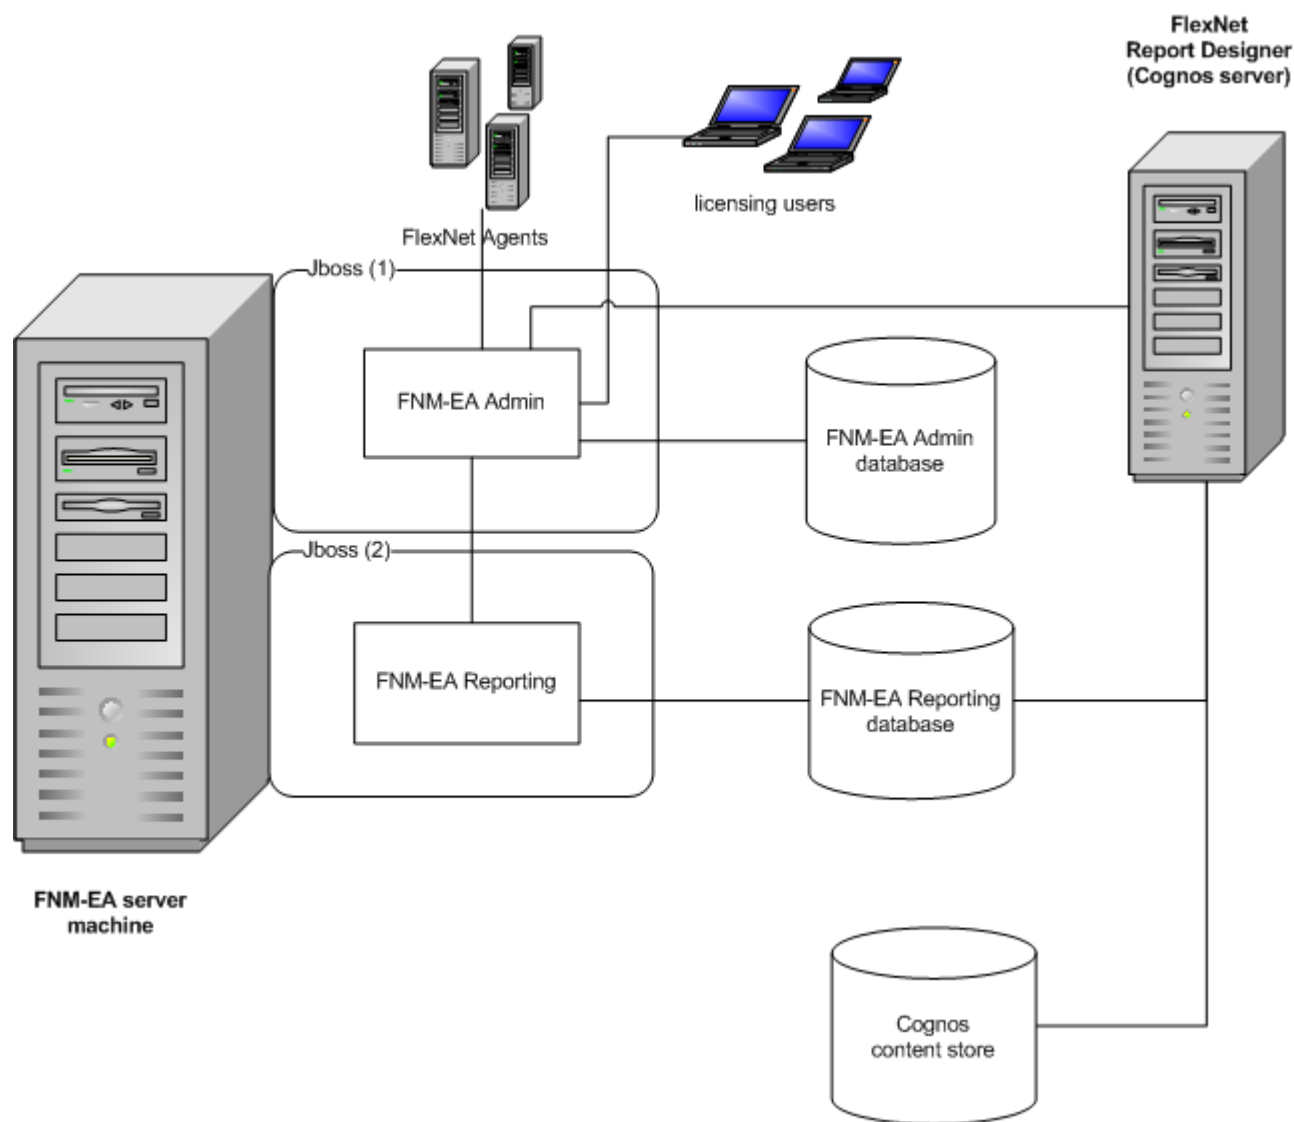 FlexNet
Report Designer
(Cognos server)
licensing users
FlexNet Agents
Jboss (1)
FNM-EA Admin
FNM-EA Admin
database
Jboss (2)
FNM-EA Reporting
FNM-EA Reporting
database
FNM-EA server
machine
Cognos
content store